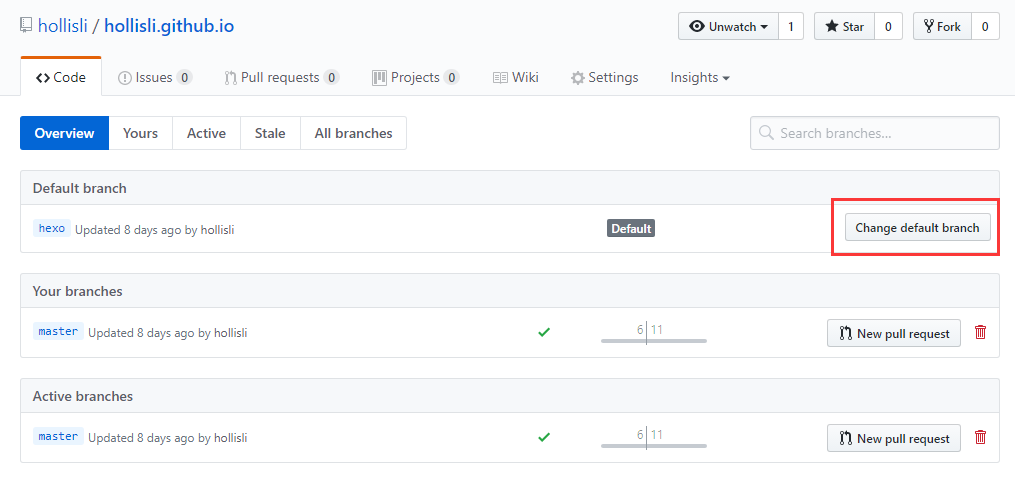 hollisli / hollisli.github.io
Unwatch 1 Star 0 Fork 0
Code Issues 0 Pull requests 0 Projects 0 Wiki Settings Insights
Overview Yours Active Stale All branches Search branches...
Default branch
hexo Updated 8 days ago by hollisli Default Change default branch
Your branches
master Updated 8 days ago by hollisli 6 11 New pull request
Active branches
master Updated 8 days ago by hollisli 6 11 New pull request